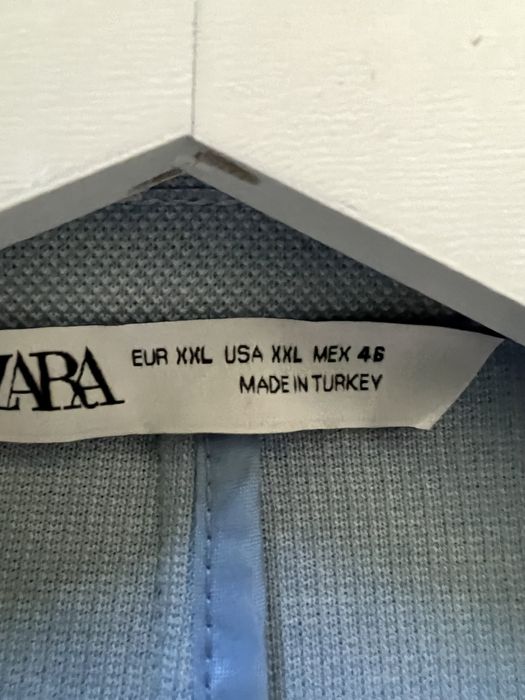 ZARA
EUR XXL USA XXL MEX 46
MADE IN TURKEY